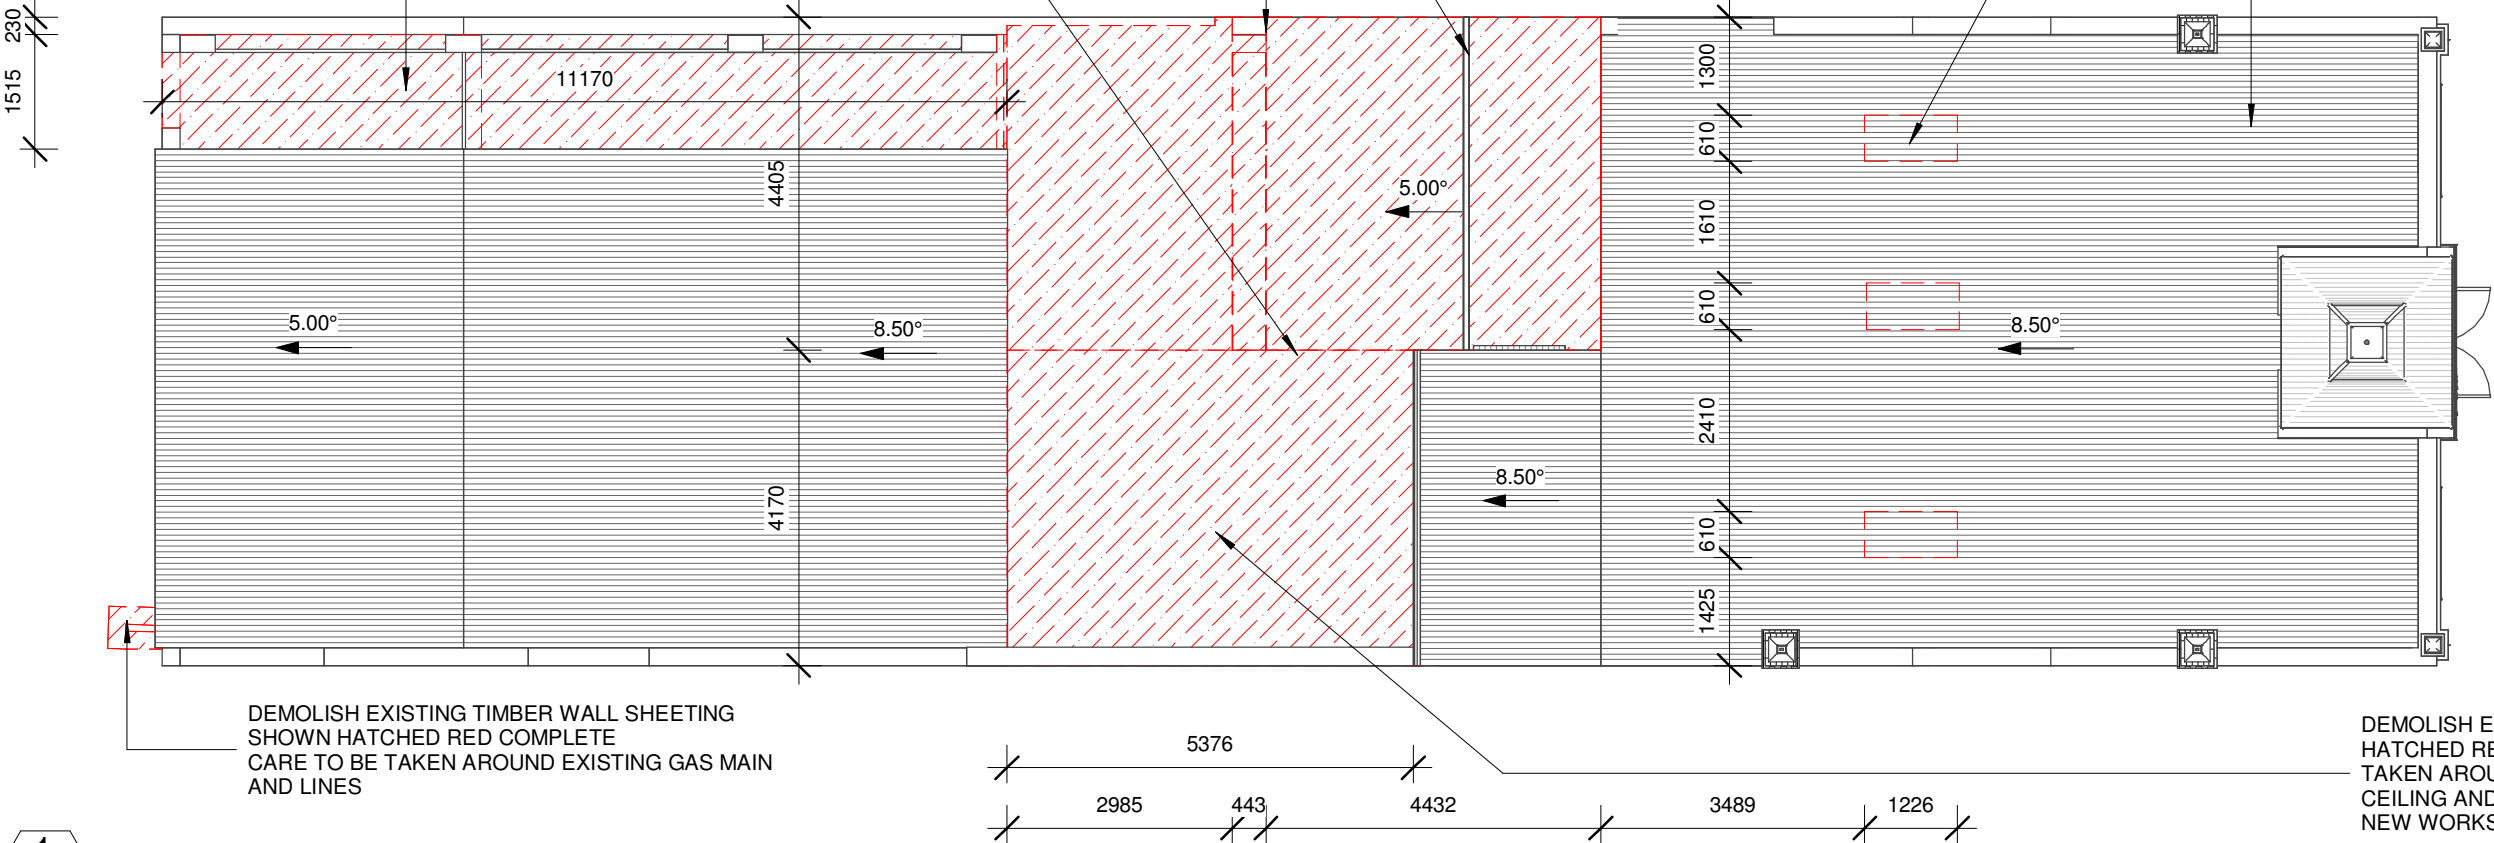 230
1515
11170
4405
4170
5.00°
8.50°
5.00°
8.50°
8.50°
1300
610
1610
610
2410
610
1425
DEMOLISH EXISTING TIMBER WALL SHEETING
SHOWN HATCHED RED COMPLETE
CARE TO BE TAKEN AROUND EXISTING GAS MAIN
AND LINES
5376
2985
443
4432
3489
1226
DEMOLISH E
HATCHED RE
TAKEN AROU
CEILING AND
NEW WORKS